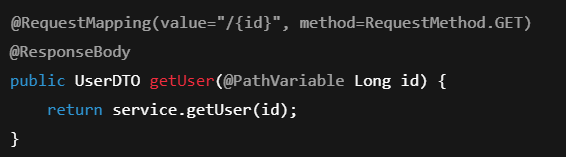 @RequestMapping(value="/{id}", method=RequestMethod.GET)
@ResponseBody
public UserDTO getUser(@PathVariable Long id) {
    return service.getUser(id);
}